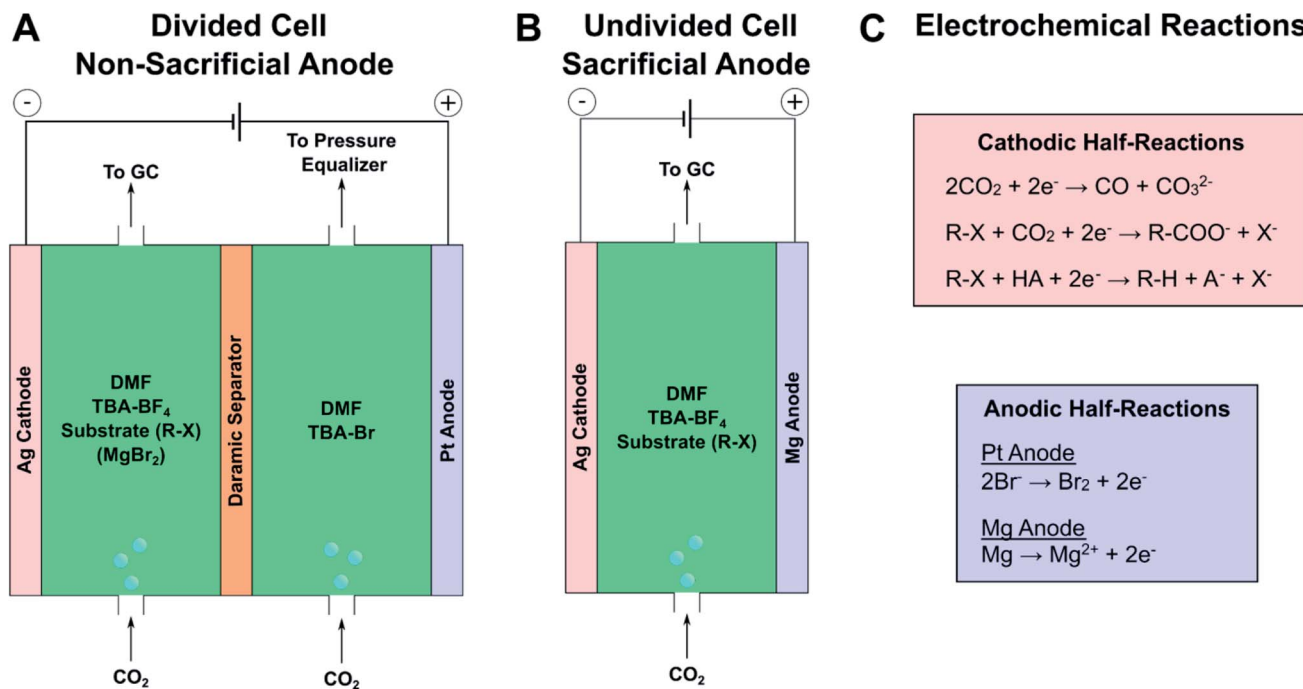 A
Divided Cell
Non-Sacrificial Anode
-
+
To GC
To Pressure
Equalizer
Ag Cathode
DMF
TBA-BF₄
Substrate (R-X)
(MgBr₂)
Daramic Separator
DMF
TBA-Br
Pt Anode
CO₂
CO₂
B
Undivided Cell
Sacrificial Anode
-
+
To GC
Ag Cathode
DMF
TBA-BF₄
Substrate (R-X)
Mg Anode
CO₂
C
Electrochemical Reactions
Cathodic Half-Reactions
2CO₂ + 2e⁻ → CO + CO₃²⁻
R-X + CO₂ + 2e⁻ → R-COO⁻ + X⁻
R-X + HA + 2e⁻ → R-H + A⁻ + X⁻
Anodic Half-Reactions
Pt Anode
2Br⁻ → Br₂ + 2e⁻
Mg Anode
Mg → Mg²⁺ + 2e⁻